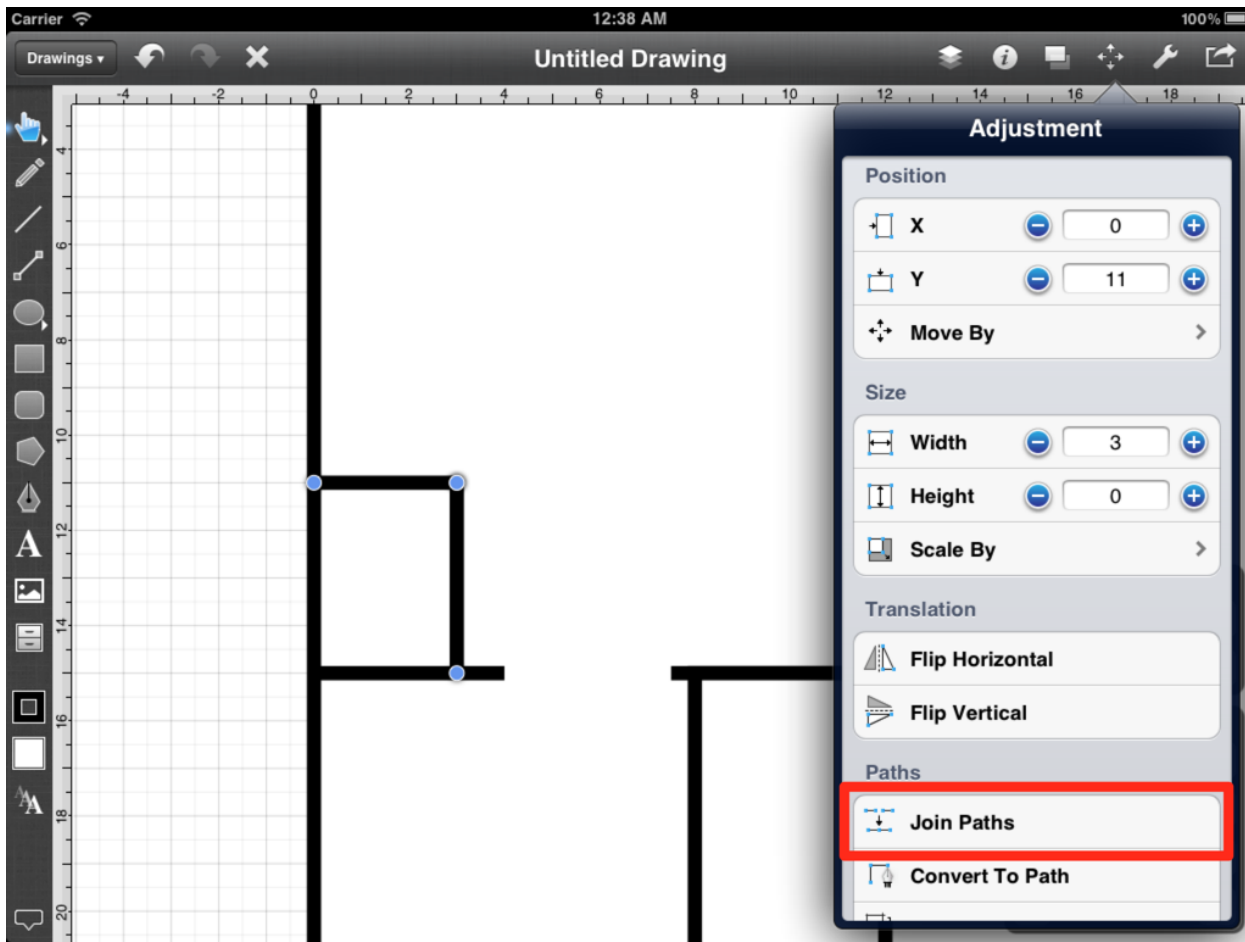 Carrier 12:38 AM 100%
Drawings ▾ Untitled Drawing
-4 -2 0 2 4 6 8 10 12 14 16 18
4
6
8
10
12
14
16
18
20
A
AA
Adjustment
Position
X 0
Y 11
Move By
Size
Width 3
Height 0
Scale By
Translation
Flip Horizontal
Flip Vertical
Paths
Join Paths
Convert To Path